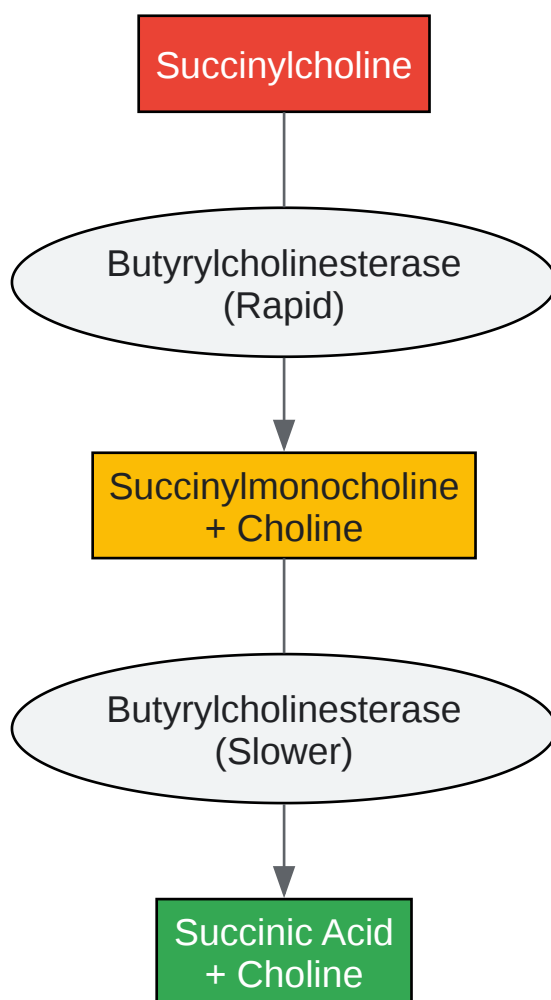 Succinylcholine
Butyrylcholinesterase
(Rapid)
Succinylmonocholine
+ Choline
Butyrylcholinesterase
(Slower)
Succinic Acid
+ Choline